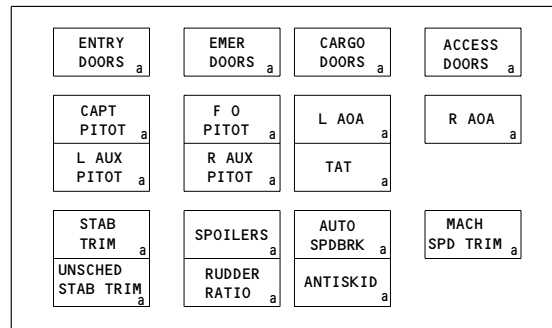 ENTRY DOORS a
EMER DOORS a
CARGO DOORS a
ACCESS DOORS a
CAPT PITOT a
F O PITOT a
L AOA a
R AOA a
L AUX PITOT a
R AUX PITOT a
TAT a
STAB TRIM a
SPOILERS a
AUTO SPDBRK a
MACH SPD TRIM a
UNSCHED STAB TRIM a
RUDDER RATIO a
ANTISKID a